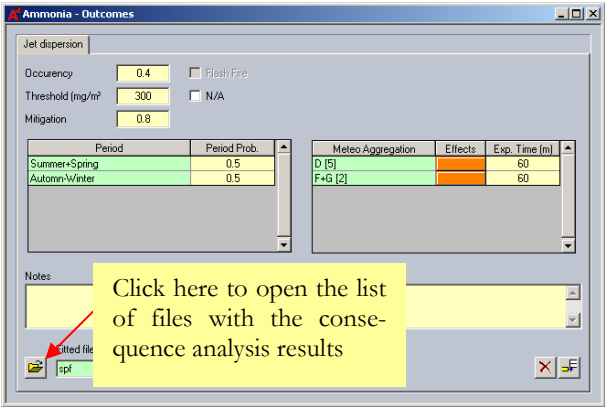 Ammonia - Outcomes
Jet dispersion
Occurency 0.4 Flash Fire
Threshold (mg/m³ 300 N/A
Mitigation 0.8
Period Period Prob. Meteo Aggregation Effects Exp. Time (m)
Summer+Spring 0.5 D [5] 60
Automn-Winter 0.5 F+G [2] 60
Notes
Click here to open the list
of files with the conse-
quence analysis results
itted file
spf